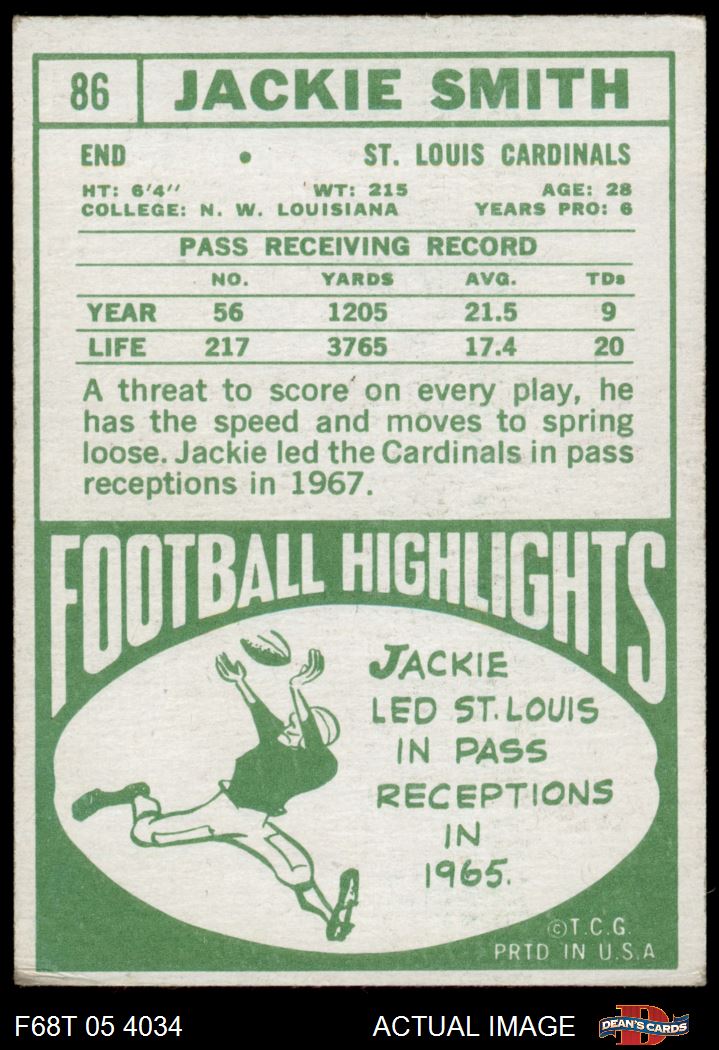 86 JACKIE SMITH
END • ST. LOUIS CARDINALS
HT: 6'4" WT: 215 AGE: 28
COLLEGE: N. W. LOUISIANA YEARS PRO: 6
PASS RECEIVING RECORD
NO. YARDS AVG. TDs
YEAR 56 1205 21.5 9
LIFE 217 3765 17.4 20
A threat to score on every play, he
has the speed and moves to spring
loose. Jackie led the Cardinals in pass
receptions in 1967.
FOOTBALL HIGHLIGHTS
JACKIE
LED ST. LOUIS
IN PASS
RECEPTIONS
IN
1965.
©T.C.G.
PRTD IN U.S.A
F68T 05 4034 ACTUAL IMAGE DEAN'S CARDS